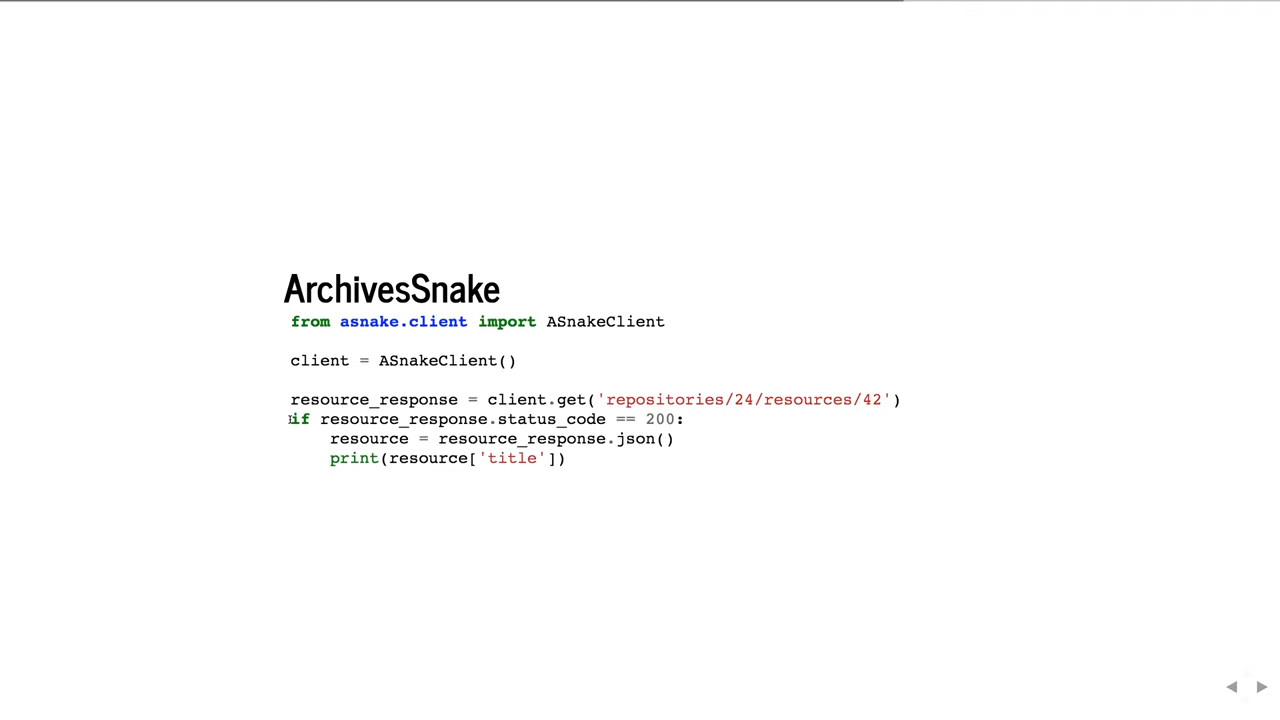 ArchivesSnake
from asnake.client import ASnakeClient
client = ASnakeClient()
resource_response = client.get('repositories/24/resources/42')
if resource_response.status_code == 200:
    resource = resource_response.json()
    print(resource['title'])